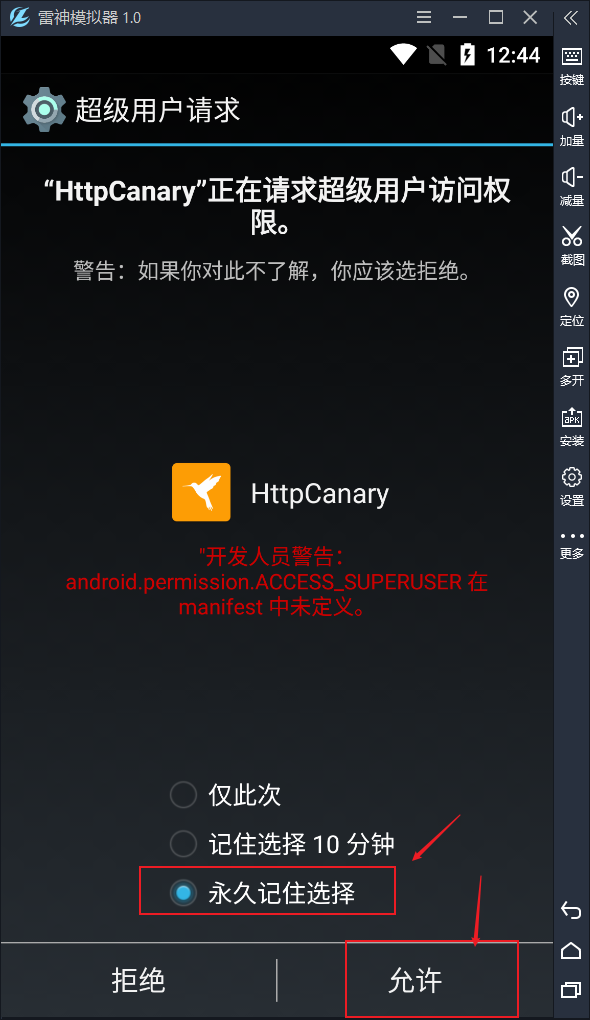 雷神模拟器 1.0
12:44
超级用户请求
“HttpCanary”正在请求超级用户访问权
限。
警告：如果你对此不了解，你应该选拒绝。
HttpCanary
"开发人员警告：
android.permission.ACCESS_SUPERUSER 在
manifest 中未定义。
仅此次
记住选择 10 分钟
永久记住选择
拒绝
允许
按键
加量
减量
截图
定位
多开
APK
安装
设置
更多